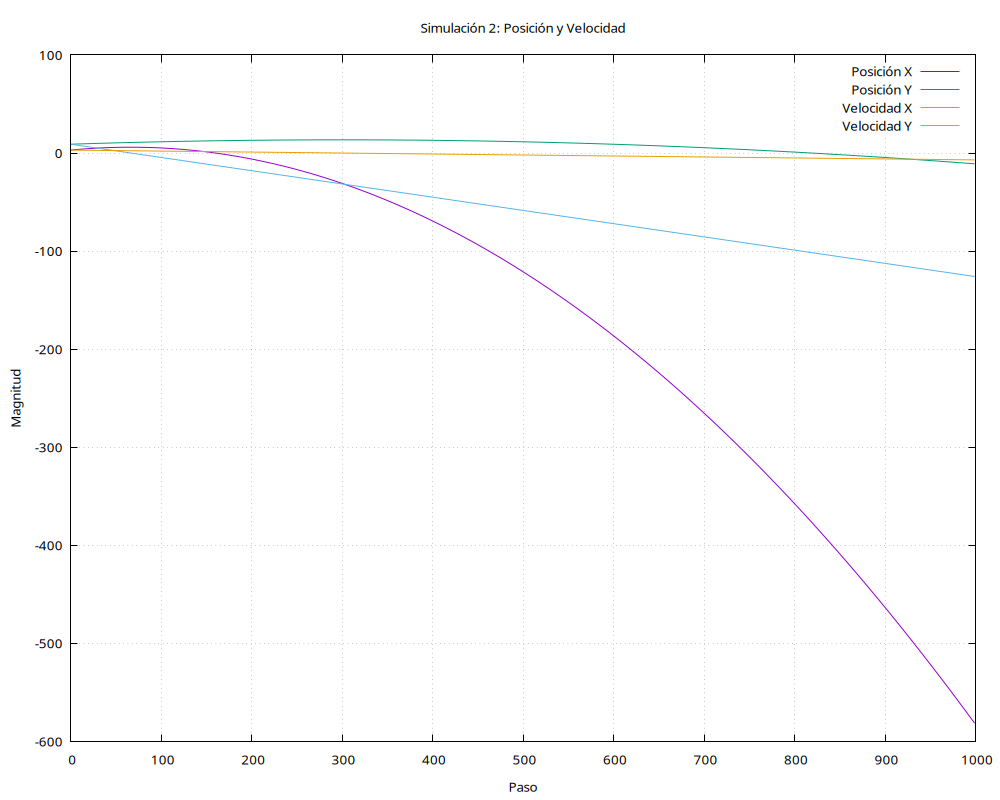 Simulación 2: Posición y Velocidad
100
0
-100
-200
-300
-400
-500
-600
Magnitud
Posición X
Posición Y
Velocidad X
Velocidad Y
0 100 200 300 400 500 600 700 800 900 1000
Paso